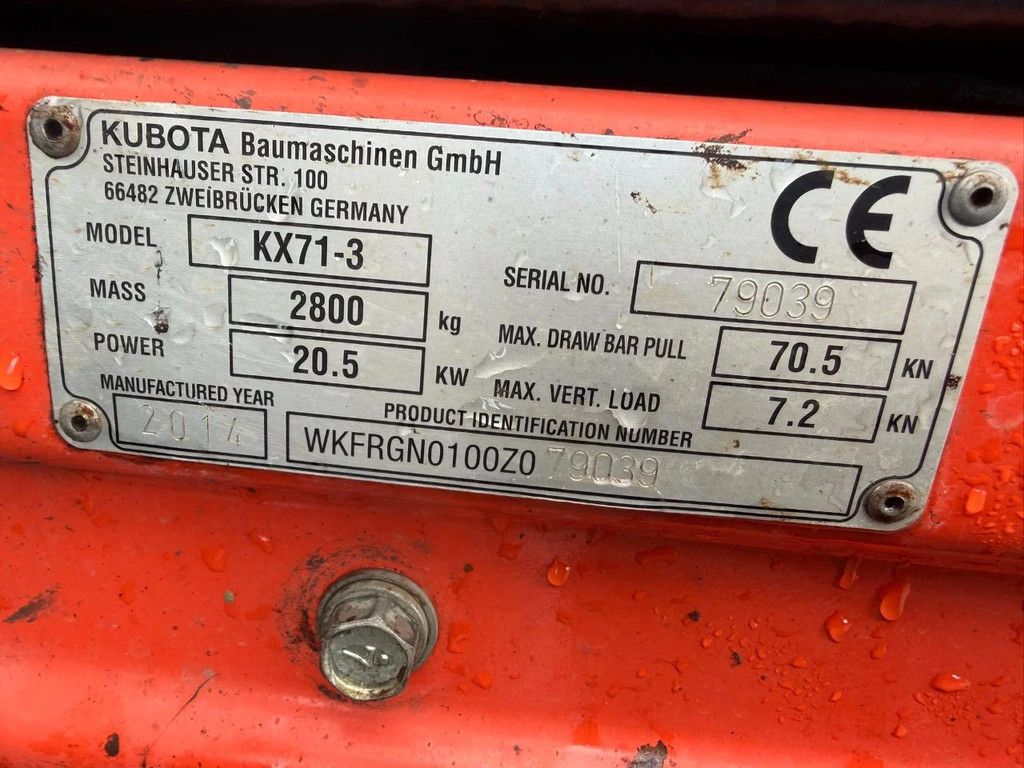 KUBOTA Baumaschinen GmbH
STEINHAUSER STR. 100
66482 ZWEIBRÜCKEN GERMANY
CE
MODEL KX71-3
MASS 2800 kg
POWER 20.5 KW
MANUFACTURED YEAR
2014
SERIAL NO. 79039
MAX. DRAW BAR PULL 70.5 KN
MAX. VERT. LOAD 7.2 KN
PRODUCT IDENTIFICATION NUMBER
WKFRGN0100Z079039